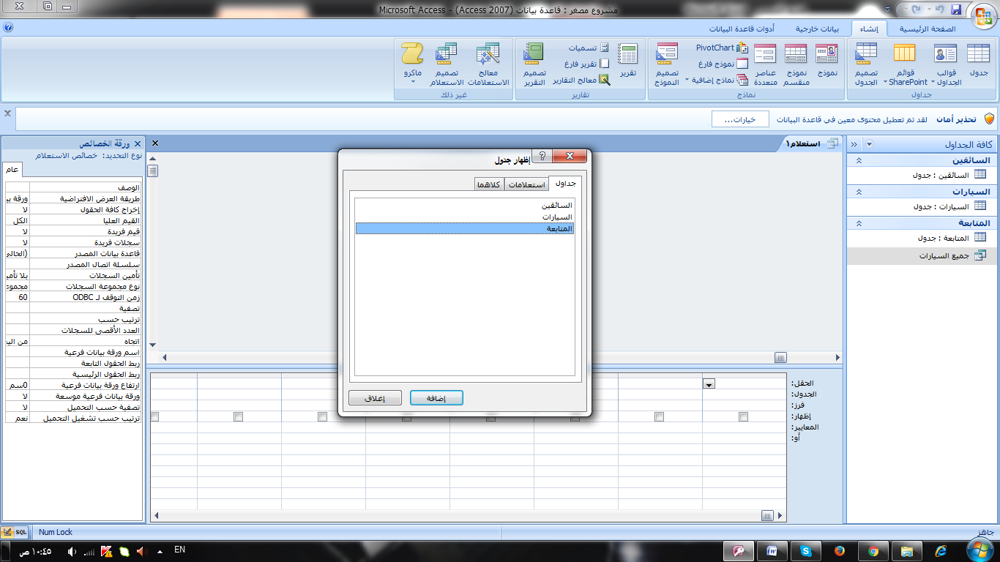 مشروع مصغر : قاعدة بيانات (Access 2007) - Microsoft Access
الصفحة الرئيسية إنشاء بيانات خارجية أدوات قاعدة البيانات
جدول
قوالب الجداول
قوائم SharePoint
تصميم الجدول
جداول
نموذج
نموذج منقسم
عناصر متعددة
PivotChart
نموذج فارغ
نماذج إضافية
تصميم النموذج
نماذج
تقرير
تسميات
تقرير فارغ
معالج التقارير
تصميم التقرير
تقارير
معالج الاستعلامات
تصميم الاستعلام
ماكرو
غير ذلك
تحذير أمان لقد تم تعطيل محتوى معين في قاعدة البيانات خيارات...
كافة الجداول
السائقين
السائقين : جدول
السيارات
السيارات : جدول
المتابعة
المتابعة : جدول
جميع السيارات
استعلام١
إظهار جدول
جداول استعلامات كلاهما
السائقين
السيارات
المتابعة
إضافة إغلاق
الحقل:
الجدول:
فرز:
إظهار:
المعايير:
أو:
ورقة الخصائص
نوع التحديد: خصائص الاستعلام
عام
الوصف
طريقة العرض الافتراضية ورقة بي
إخراج كافة الحقول لا
القيم العليا الكل
قيم فريدة لا
سجلات فريدة لا
قاعدة بيانات المصدر (الحالي
سلسلة اتصال المصدر
تأمين السجلات بلا تأمي
نوع مجموعة السجلات مجموع
زمن التوقف لـ ODBC 60
تصفية
ترتيب حسب
العدد الأقصى للسجلات
اتجاه من اليم
اسم ورقة بيانات فرعية
ربط الحقول التابعة
ربط الحقول الرئيسية
ارتفاع ورقة بيانات فرعية 0سم
ورقة بيانات فرعية موسعة لا
تصفية حسب التحميل لا
ترتيب حسب تشغيل التحميل نعم
جاهز
Num Lock
SQL
EN
١٠:٤٥ ص